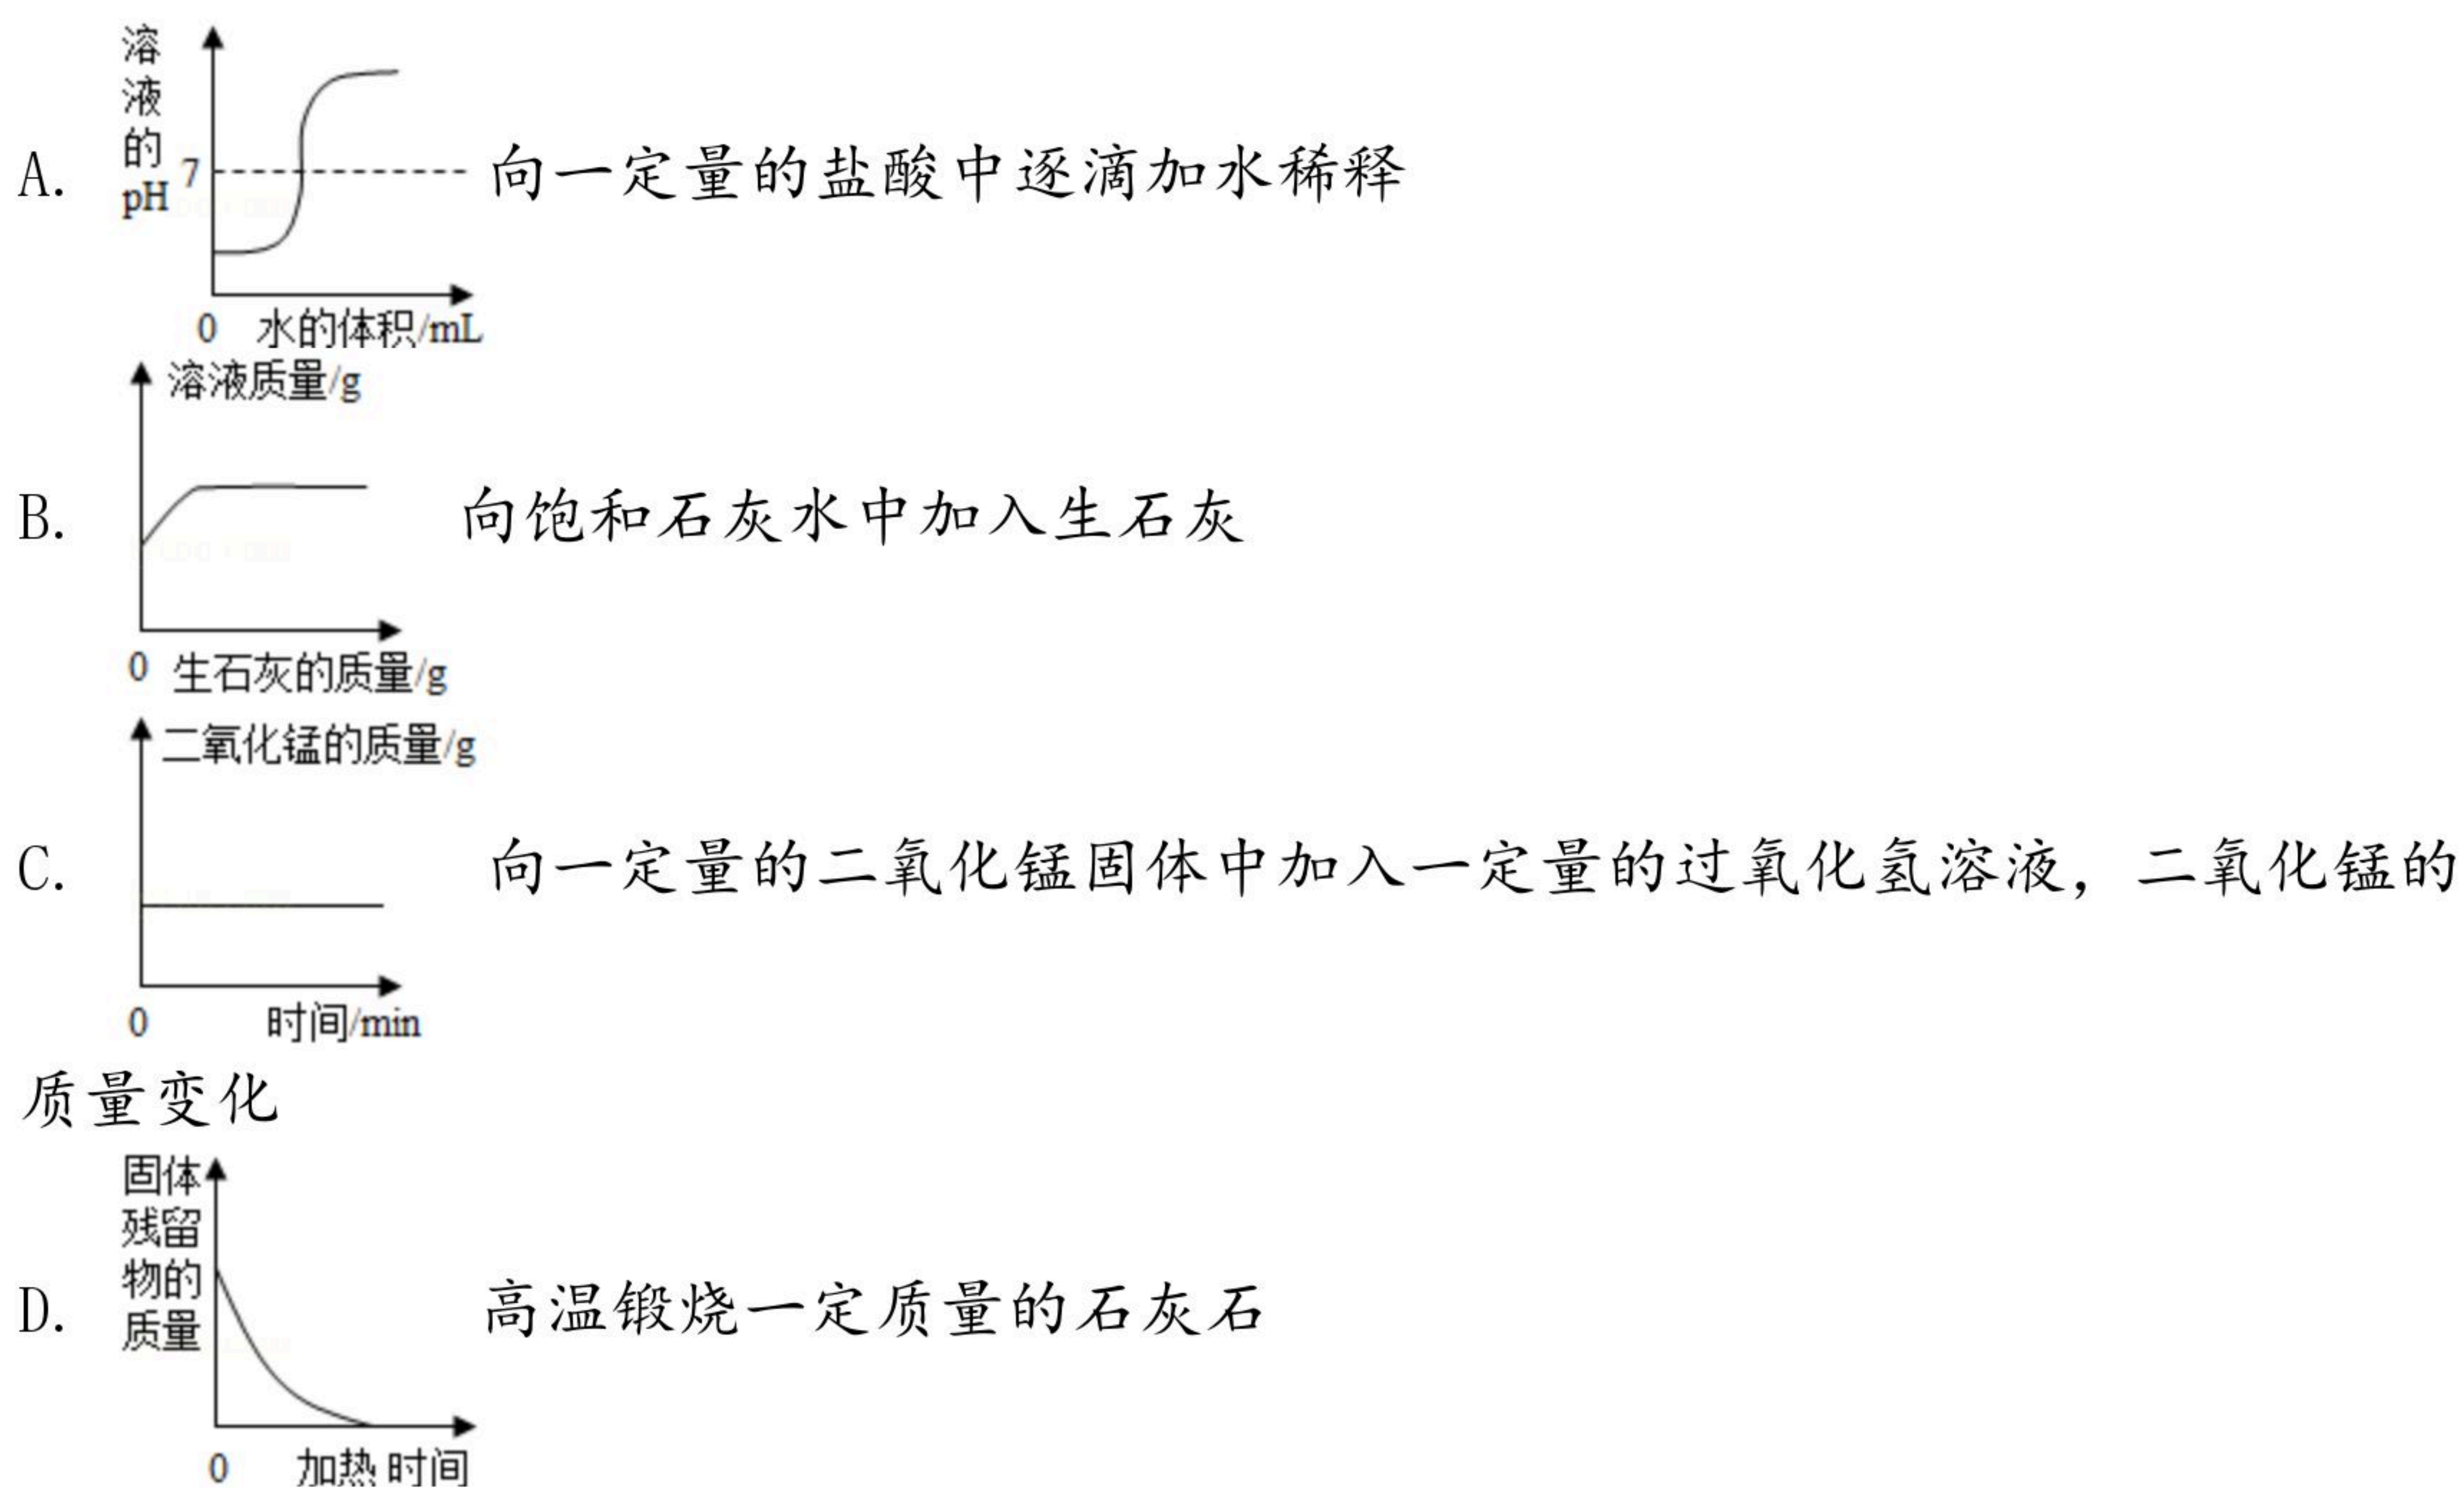 溶
液
的
pH
7
0 水的体积/mL
A. 向一定量的盐酸中逐滴加水稀释
溶液质量/g
B. 向饱和石灰水中加入生石灰
0 生石灰的质量/g
二氧化锰的质量/g
C. 向一定量的二氧化锰固体中加入一定量的过氧化氢溶液，二氧化锰的
0 时间/min
质量变化
固体
残留
物的
质量
D. 高温锻烧一定质量的石灰石
0 加热 时间